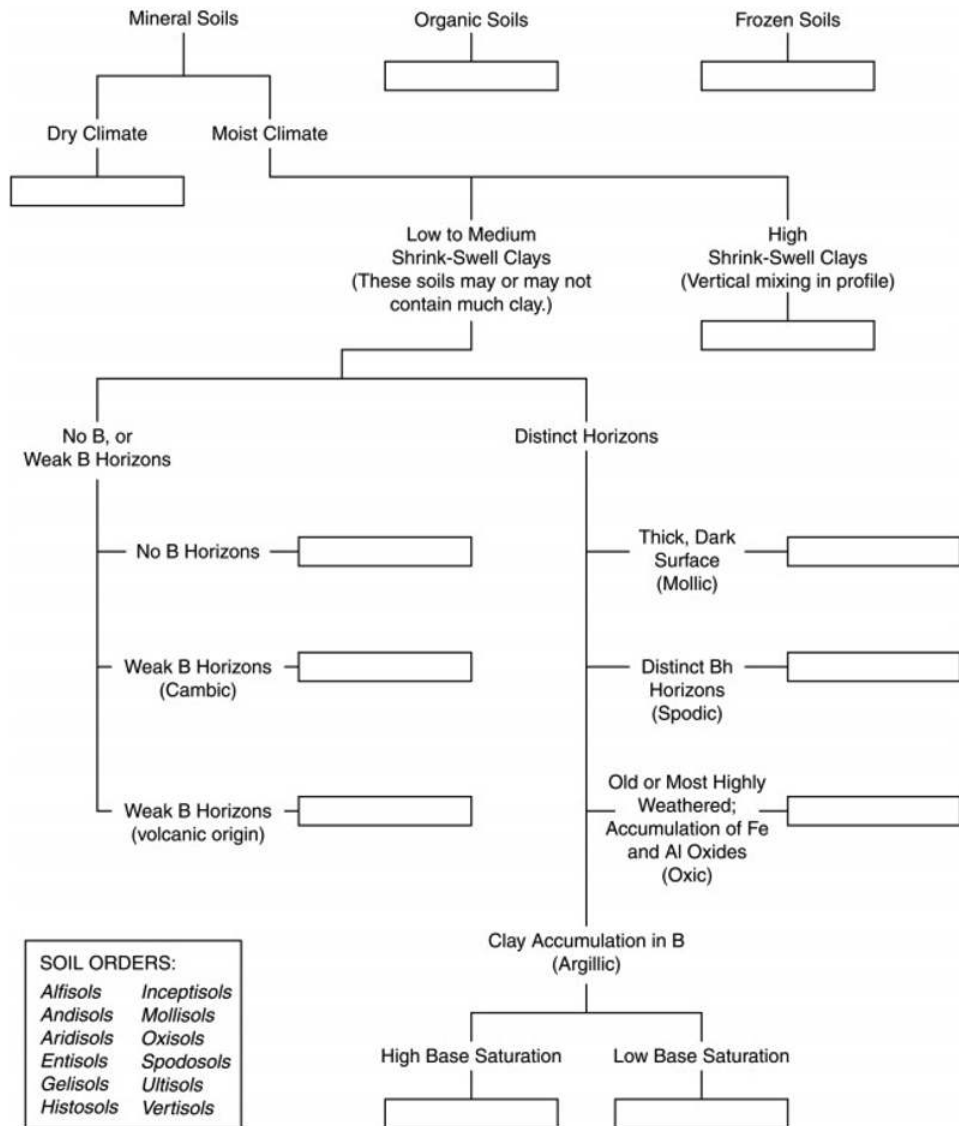 Mineral Soils
Organic Soils
Frozen Soils
Dry Climate
Moist Climate
Low to Medium
Shrink-Swell Clays
(These soils may or may not
contain much clay.)
High
Shrink-Swell Clays
(Vertical mixing in profile)
No B, or
Weak B Horizons
Distinct Horizons
No B Horizons
Thick, Dark
Surface
(Mollic)
Weak B Horizons
(Cambic)
Distinct Bh
Horizons
(Spodic)
Weak B Horizons
(volcanic origin)
Old or Most Highly
Weathered;
Accumulation of Fe
and Al Oxides
(Oxic)
Clay Accumulation in B
(Argillic)
High Base Saturation
Low Base Saturation
SOIL ORDERS:
Alfisols Inceptisols
Andisols Mollisols
Aridisols Oxisols
Entisols Spodosols
Gelisols Ultisols
Histosols Vertisols